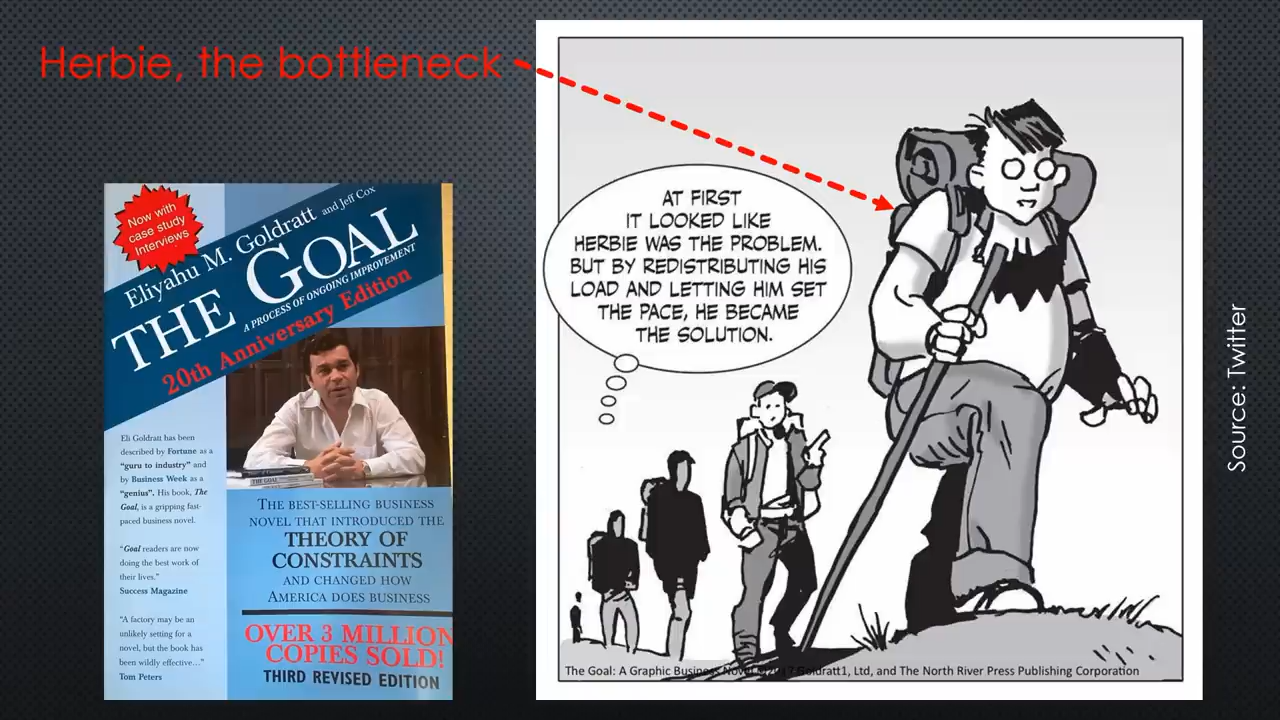 Herbie, the bottleneck
Now with
case study
Interviews
Eliyahu M. Goldratt and Jeff Cox
THE GOAL
A PROCESS OF ONGOING IMPROVEMENT
20th Anniversary Edition
Eli Goldratt has been
described by Fortune as a
"guru to industry" and
by Business Week as a
"genius". His book, The
Goal, is a gripping fast-
paced business novel.
"Goal readers are now
doing the best work of
their lives."
Success Magazine
"A factory may be an
unlikely setting for a
novel, but the book has
been wildly effective..."
Tom Peters
THE GOAL
THE BEST-SELLING BUSINESS
NOVEL THAT INTRODUCED THE
THEORY OF
CONSTRAINTS
AND CHANGED HOW
AMERICA DOES BUSINESS
OVER 3 MILLION
COPIES SOLD!
THIRD REVISED EDITION
AT FIRST
IT LOOKED LIKE
HERBIE WAS THE PROBLEM.
BUT BY REDISTRIBUTING HIS
LOAD AND LETTING HIM SET
THE PACE, HE BECAME
THE SOLUTION.
The Goal: A Graphic Business Novel Goldratt1, Ltd, and The North River Press Publishing Corporation
Source: Twitter